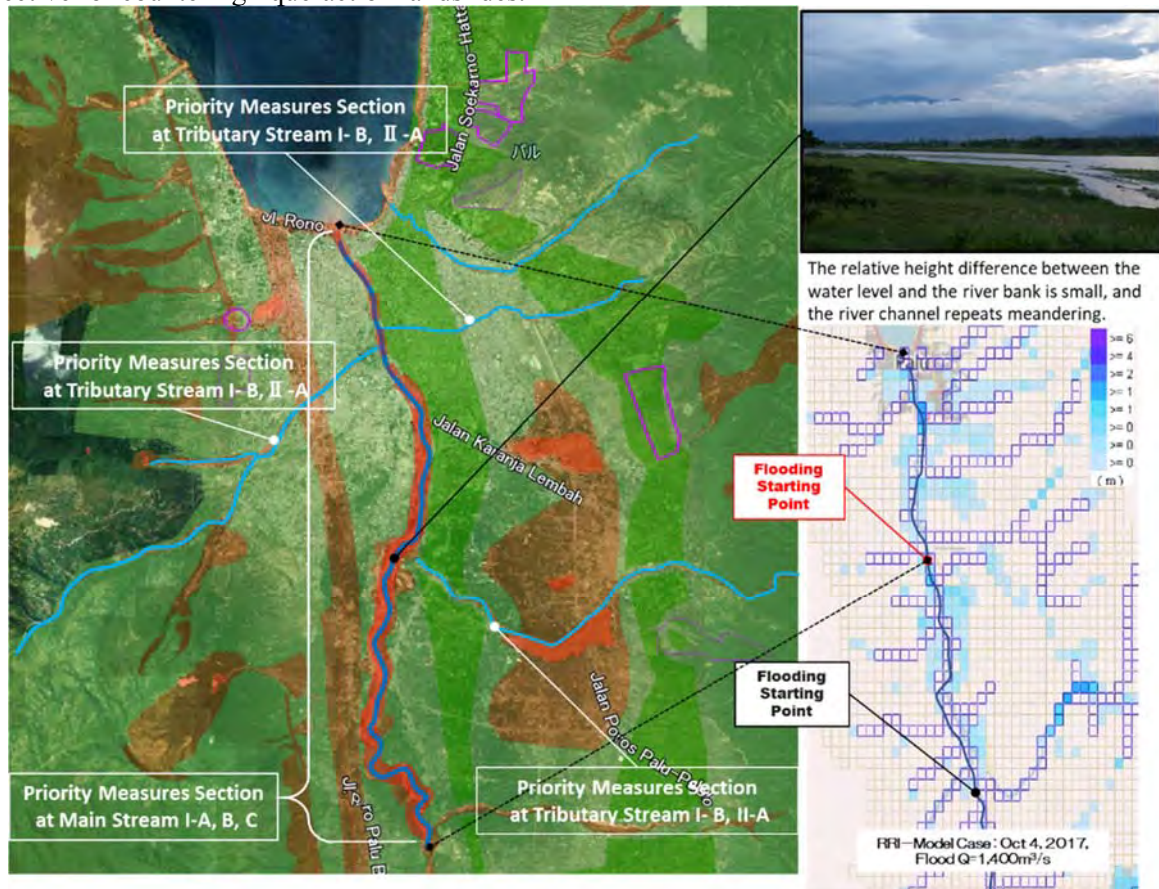 Priority Measures Section
at Tributary Stream I- B, Ⅱ -A
Jalan Soekarno-Hatta
パル
Jl. Rono
Priority Measures Section
at Tributary Stream I- B, Ⅱ -A
Jalan Karanja Lembah
Jalan Poros Palu-
Priority Measures Section
at Main Stream I-A, B, C
Priority Measures Section
at Tributary Stream I- B, II-A
The relative height difference between the
water level and the river bank is small, and
the river channel repeats meandering.
Palu
>= 6
>= 4
>= 2
>= 1
>= 1
>= 0
>= 0
( m )
Flooding
Starting
Point
Flooding
Starting
Point
RRI-Model Case : Oct 4, 2017,
Flood Q=1,400m³/s